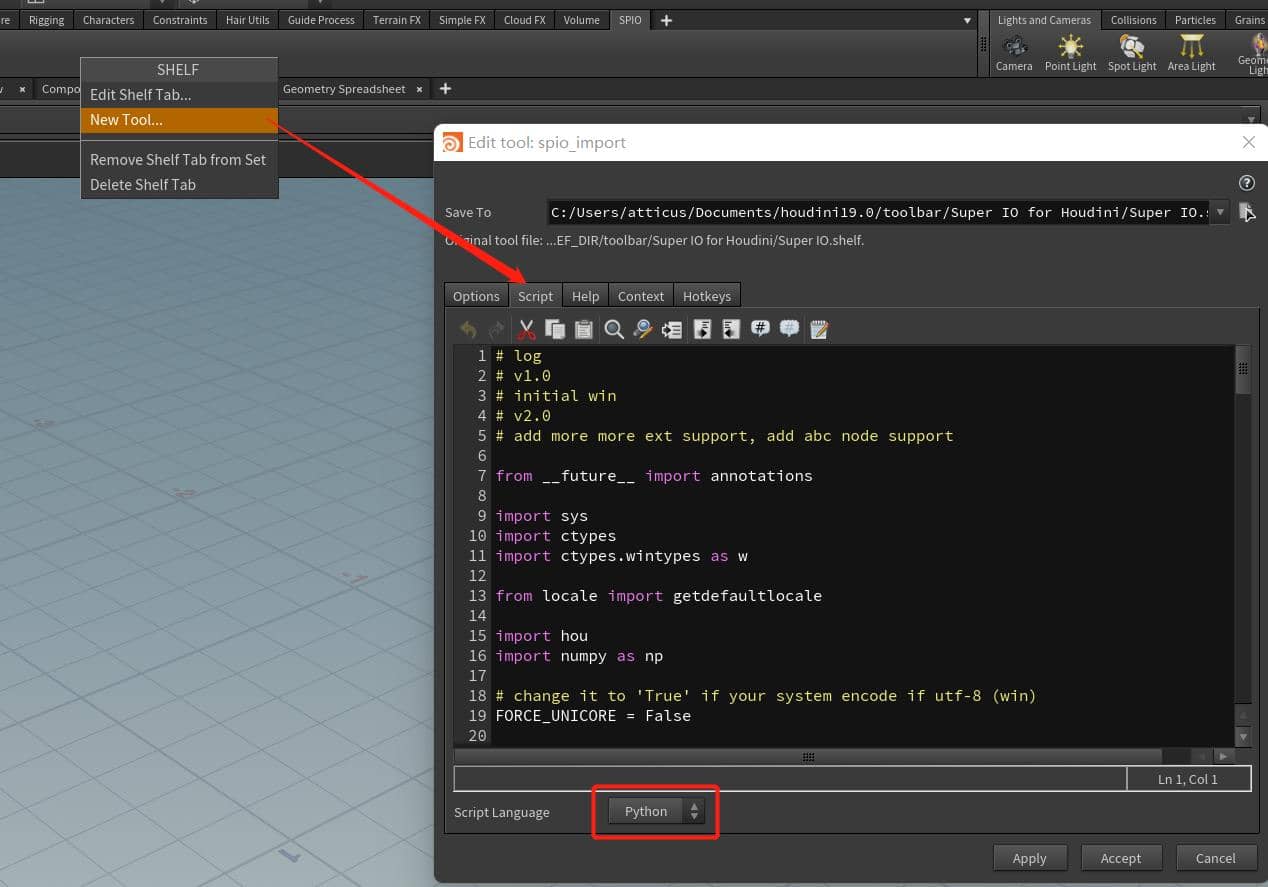 re Rigging Characters Constraints Hair Utils Guide Process Terrain FX Simple FX Cloud FX Volume SPIO
Lights and Cameras Collisions Particles Grains
Camera Point Light Spot Light Area Light
Geometry Spreadsheet
SHELF
Edit Shelf Tab...
New Tool...
Remove Shelf Tab from Set
Delete Shelf Tab
Edit tool: spio_import
Save To C:/Users/atticus/Documents/houdini19.0/toolbar/Super IO for Houdini/Super IO.
Original tool file: ...EF_DIR/toolbar/Super IO for Houdini/Super IO.shelf.
Options Script Help Context Hotkeys
1 # log
2 # v1.0
3 # initial win
4 # v2.0
5 # add more more ext support, add abc node support
6
7 from __future__ import annotations
8
9 import sys
10 import ctypes
11 import ctypes.wintypes as w
12
13 from locale import getdefaultlocale
14
15 import hou
16 import numpy as np
17
18 # change it to 'True' if your system encode if utf-8 (win)
19 FORCE_UNICORE = False
20
Ln 1, Col 1
Script Language Python
Apply Accept Cancel